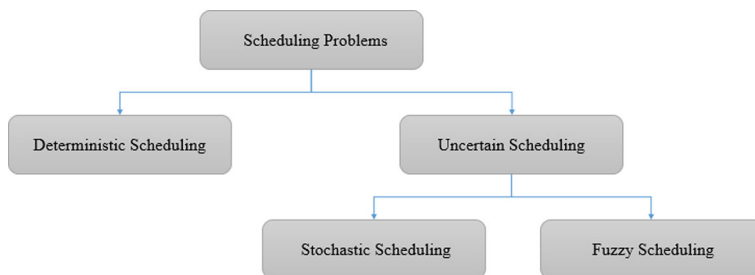 Scheduling Problems
Deterministic Scheduling
Uncertain Scheduling
Stochastic Scheduling
Fuzzy Scheduling